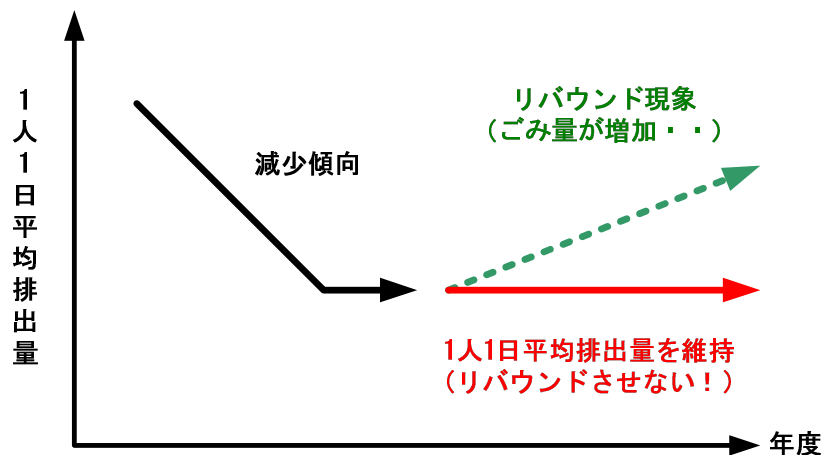 1人1日平均排出量
減少傾向
リバウンド現象
（ごみ量が増加・・）
1人1日平均排出量を維持
（リバウンドさせない！）
年度